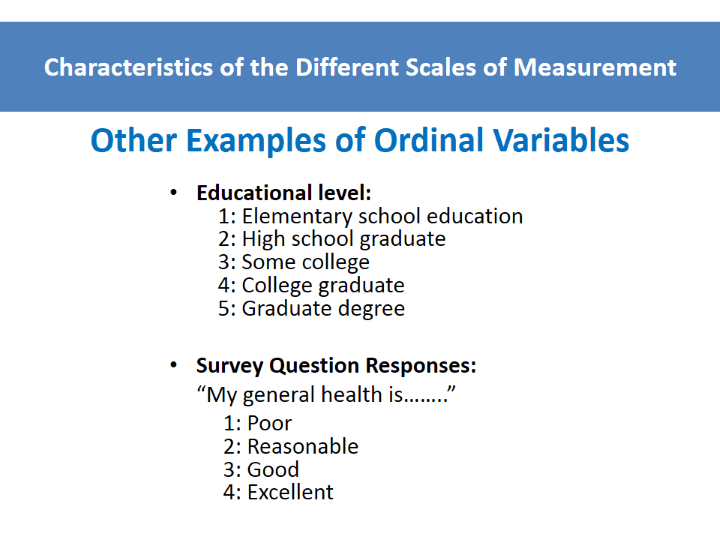 Characteristics of the Different Scales of Measurement
Other Examples of Ordinal Variables
• Educational level:
1: Elementary school education
2: High school graduate
3: Some college
4: College graduate
5: Graduate degree
• Survey Question Responses:
“My general health is……..”
1: Poor
2: Reasonable
3: Good
4: Excellent